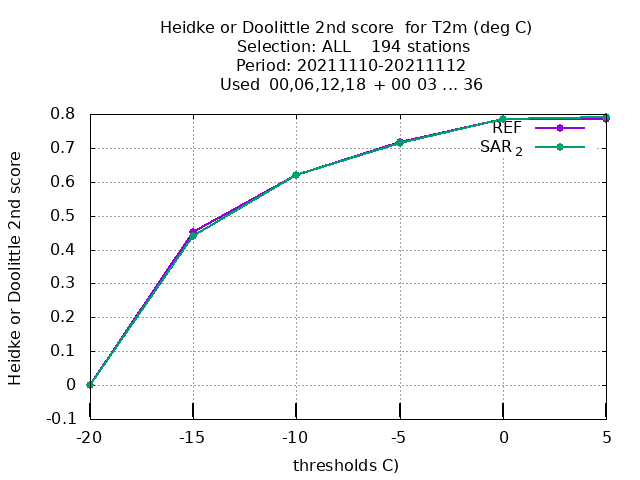 Heidke or Doolittle 2nd score  for T2m (deg C)
Selection: ALL    194 stations
Period: 20211110-20211112
Used  00,06,12,18  + 00 03 ... 36
0.8
0.7
0.6
0.5
0.4
0.3
0.2
0.1
0
-0.1
Heidke or Doolittle 2nd score
REF
SAR 2
-20 -15 -10 -5 0 5
thresholds C)